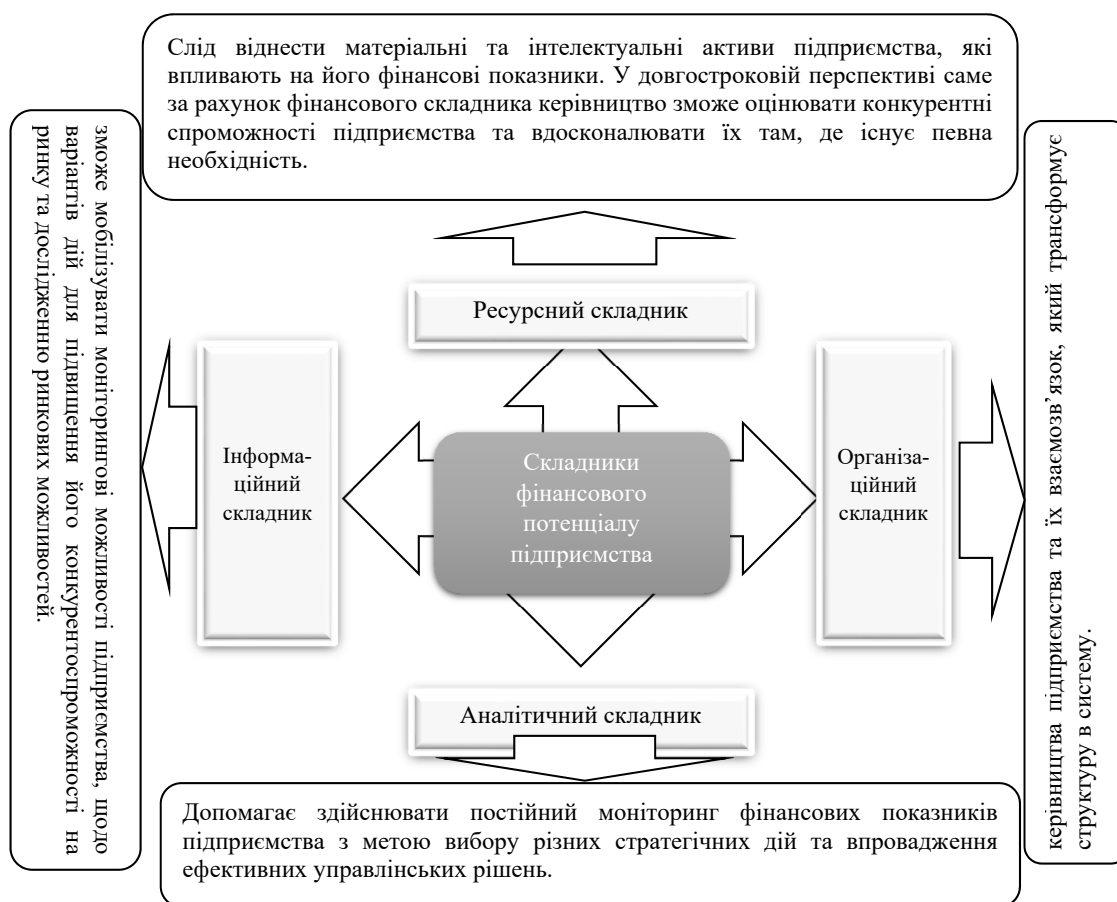 Слід віднести матеріальні та інтелектуальні активи підприємства, які
впливають на його фінансові показники. У довгостроковій перспективі саме
за рахунок фінансового складника керівництво зможе оцінювати конкурентні
спроможності підприємства та вдосконалювати їх там, де існує певна
необхідність.
зможе мобілізувати моніторингові можливості підприємства, щодо
варіантів дій для підвищення його конкурентоспроможності на
ринку та дослідженню ринкових можливостей.
Ресурсний складник
Інформа-
ційний
складник
Складники
фінансового
потенціалу
підприємства
Організа-
ційний
складник
керівництва підприємства та їх взаємозв’язок, який трансформує
структуру в систему.
Аналітичний складник
Допомагає здійснювати постійний моніторинг фінансових показників
підприємства з метою вибору різних стратегічних дій та впровадження
ефективних управлінських рішень.